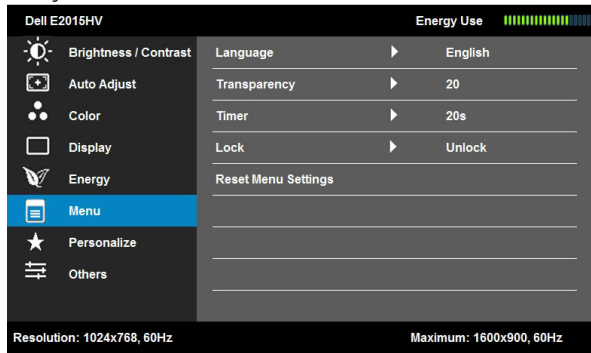 Dell E2015HV Energy Use
Brightness / Contrast Language English
Auto Adjust Transparency 20
Color Timer 20s
Display Lock Unlock
Energy Reset Menu Settings
Menu
Personalize
Others
Resolution: 1024x768, 60Hz Maximum: 1600x900, 60Hz